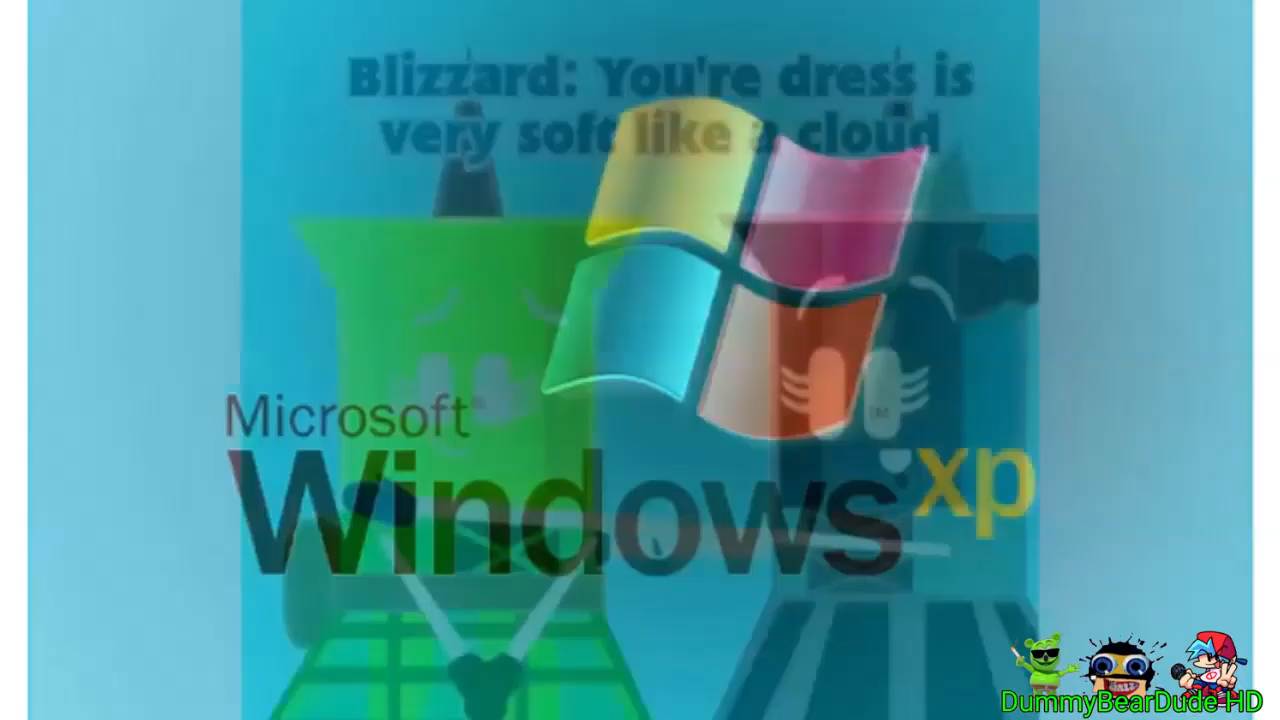 Blizzard: You're dress is
very soft like a cloud
Microsoft®
Windows xp
DummyBearDude HD